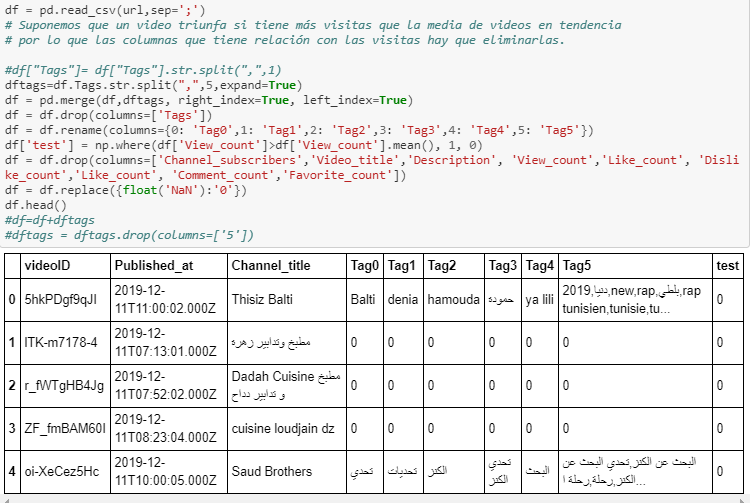 df = pd.read_csv(url,sep=';')
# Suponemos que un video triunfa si tiene más visitas que la media de videos en tendencia
# por lo que las columnas que tiene relación con las visitas hay que eliminarlas.
#df["Tags"]= df["Tags"].str.split(",",1)
dftags=df.Tags.str.split(",",5,expand=True)
df = pd.merge(df,dftags, right_index=True, left_index=True)
df = df.drop(columns=['Tags'])
df = df.rename(columns={0: 'Tag0',1: 'Tag1',2: 'Tag2',3: 'Tag3',4: 'Tag4',5: 'Tag5'})
df['test'] = np.where(df['View_count']>df['View_count'].mean(), 1, 0)
df = df.drop(columns=['Channel_subscribers','Video_title','Description', 'View_count','Like_count', 'Disli
ke_count','Like_count', 'Comment_count','Favorite_count'])
df = df.replace({float('NaN'):'0'})
df.head()
#df=df+dftags
#dftags = dftags.drop(columns=['5'])
videoID Published_at Channel_title Tag0 Tag1 Tag2 Tag3 Tag4 Tag5 test
0 5hkPDgf9qJI 2019-12-11T11:00:02.000Z Thisiz Balti Balti denia hamouda حمودة ya lili 2019,دنيا,new,rap,بلطي,rap tunisien,tunisie,tu... 0
1 ITK-m7178-4 2019-12-11T07:13:01.000Z مطبخ وتدابير زهرة 0 0 0 0 0 0 0
2 r_fWTgHB4Jg 2019-12-11T07:52:02.000Z Dadah Cuisine مطبخ و تدابير دداح 0 0 0 0 0 0 0
3 ZF_fmBAM60I 2019-12-11T08:23:04.000Z cuisine loudjain dz 0 0 0 0 0 0 0
4 oi-XeCez5Hc 2019-12-11T10:00:05.000Z Saud Brothers تحدي تحديات الكنز تحدي الكنز البحث البحث عن الكنز,تحدي البحث عن الكنز,رحلة,رحلة ا... 0